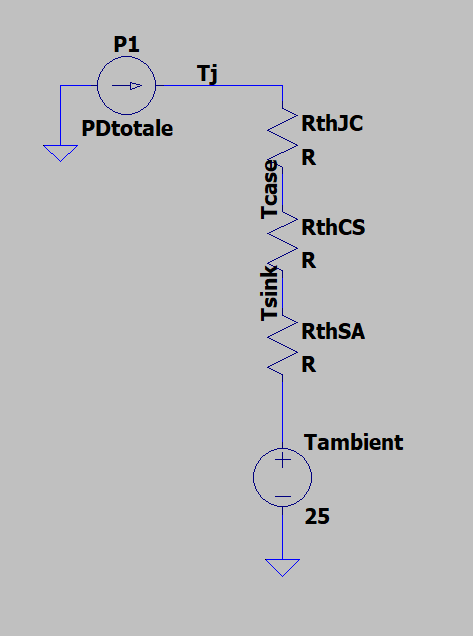 P1
Tj
PDtotale
RthJC
R
Tcase
RthCS
R
Tsink
RthSA
R
Tambient
25